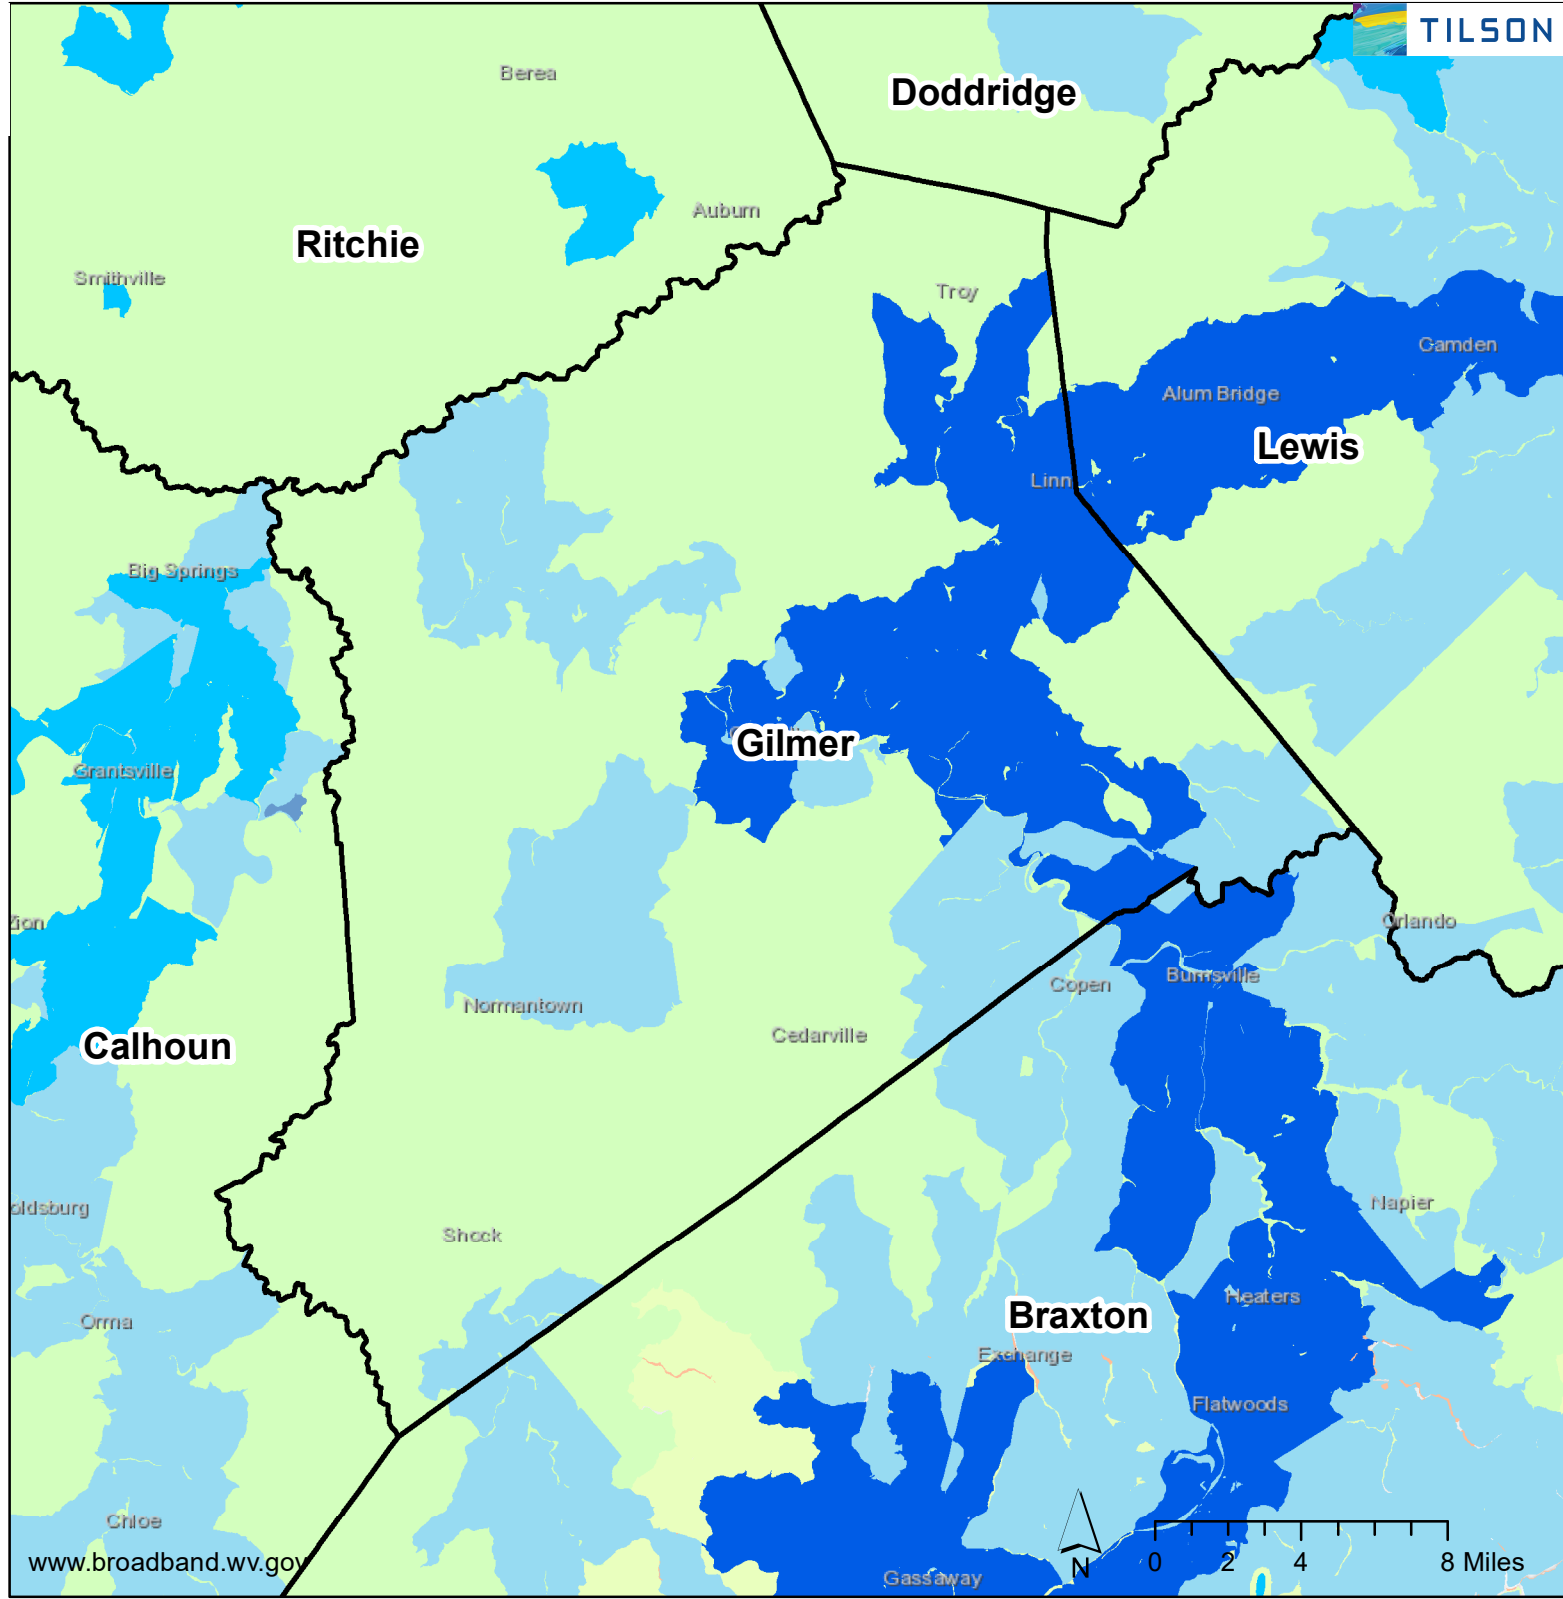 TILSON
Berea
Doddridge
Auburn
Ritchie
Smithville
Troy
Camden
Alum Bridge
Lewis
Linn
Big Springs
Gilmer
Grantsville
Zion
Orlando
Burnsville
Copen
Normantown
Cedarville
Calhoun
Napier
oldsburg
Shock
Heaters
Braxton
Orma
Exchange
Flatwoods
Chloe
www.broadband.wv.gov
N
0 2 4 8 Miles
Gassaway